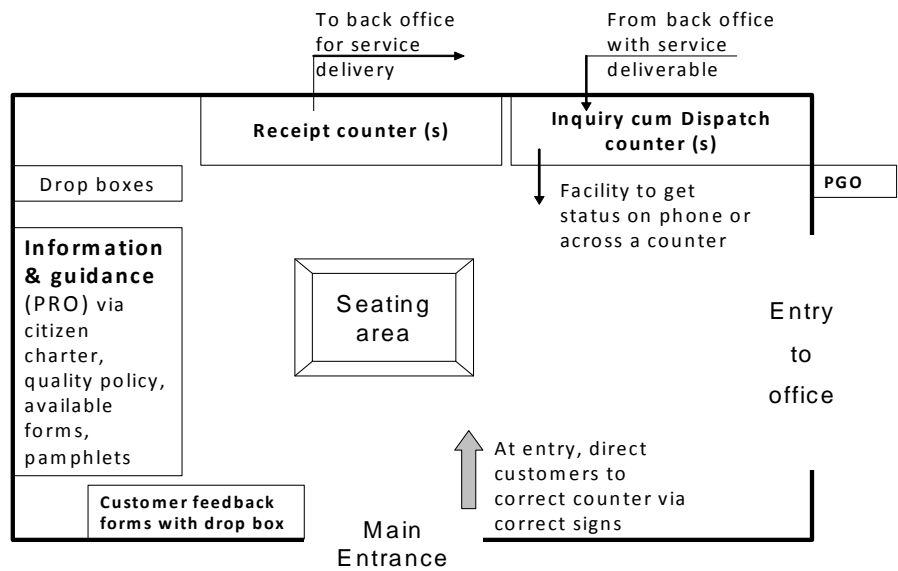 To back office
for service
delivery
From back office
with service
deliverable
Receipt counter (s)
Inquiry cum Dispatch
counter (s)
Drop boxes
PGO
Facility to get
status on phone or
across a counter
Information
& guidance
(PRO) via
citizen
charter,
quality policy,
available
forms,
pamphlets
Seating
area
Entry
to
office
At entry, direct
customers to
correct counter via
correct signs
Customer feedback
forms with drop box
Main
Entrance